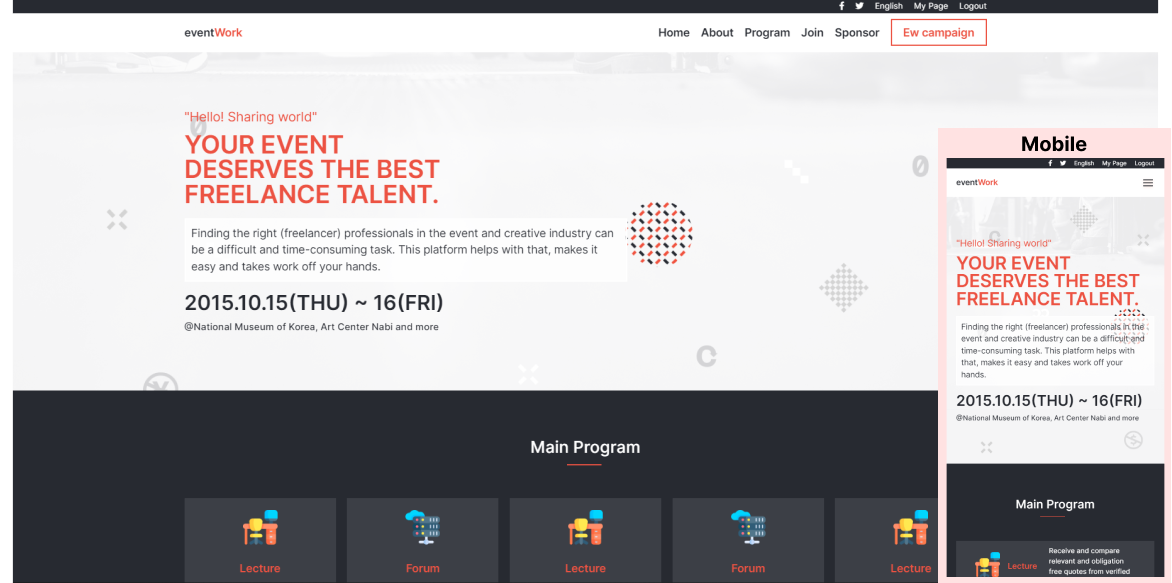 English My Page Logout
eventWork
Home About Program Join Sponsor Ew campaign
"Hello! Sharing world"
YOUR EVENT
DESERVES THE BEST
FREELANCE TALENT.
Finding the right (freelancer) professionals in the event and creative industry can
be a difficult and time-consuming task. This platform helps with that, makes it
easy and takes work off your hands.
2015.10.15(THU) ~ 16(FRI)
@National Museum of Korea, Art Center Nabi and more
Main Program
Lecture Forum Lecture Forum Lecture
Mobile
English My Page Logout
eventWork
"Hello! Sharing world"
YOUR EVENT
DESERVES THE BEST
FREELANCE TALENT.
Finding the right (freelancer) professionals in the
event and creative industry can be a difficult and
time-consuming task. This platform helps with
that, makes it easy and takes work off your
hands.
2015.10.15(THU) ~ 16(FRI)
@National Museum of Korea, Art Center Nabi and more
Main Program
Lecture
Receive and compare
relevant and obligation
free quotes from verified